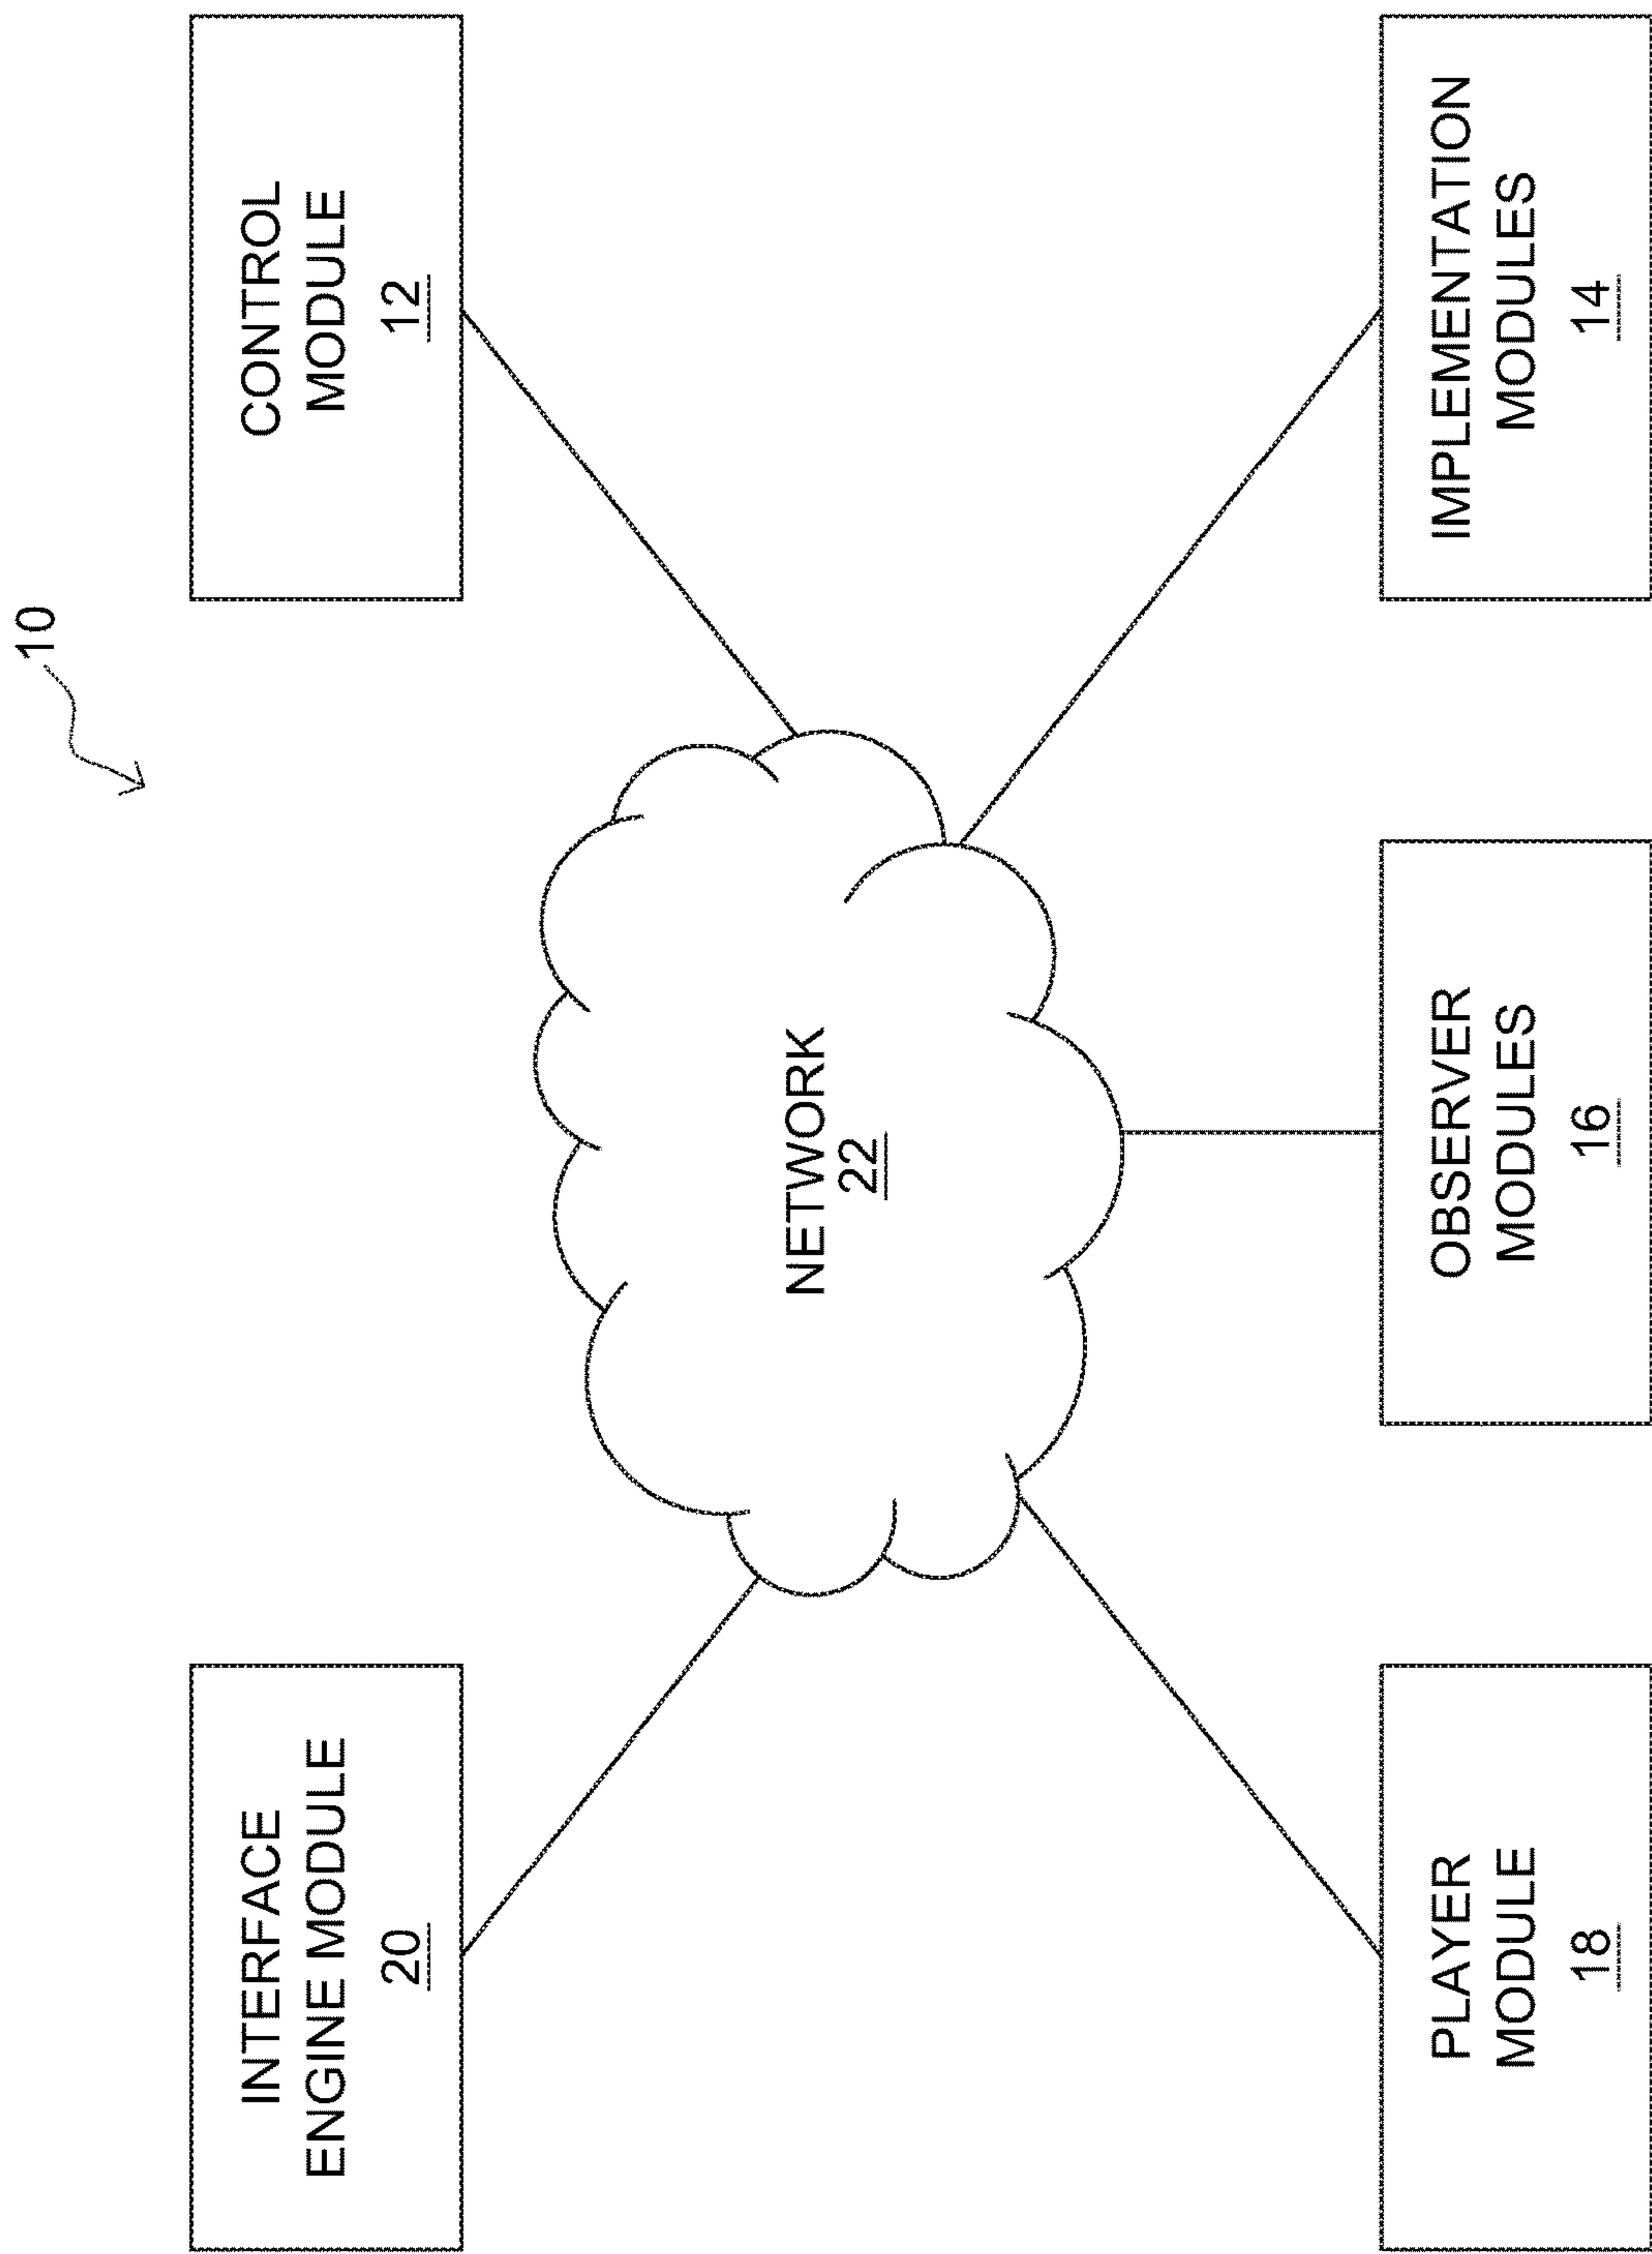 10
INTERFACE
ENGINE MODULE
20
CONTROL
MODULE
12
NETWORK
22
PLAYER
MODULE
18
OBSERVER
MODULES
16
IMPLEMENTATION
MODULES
14